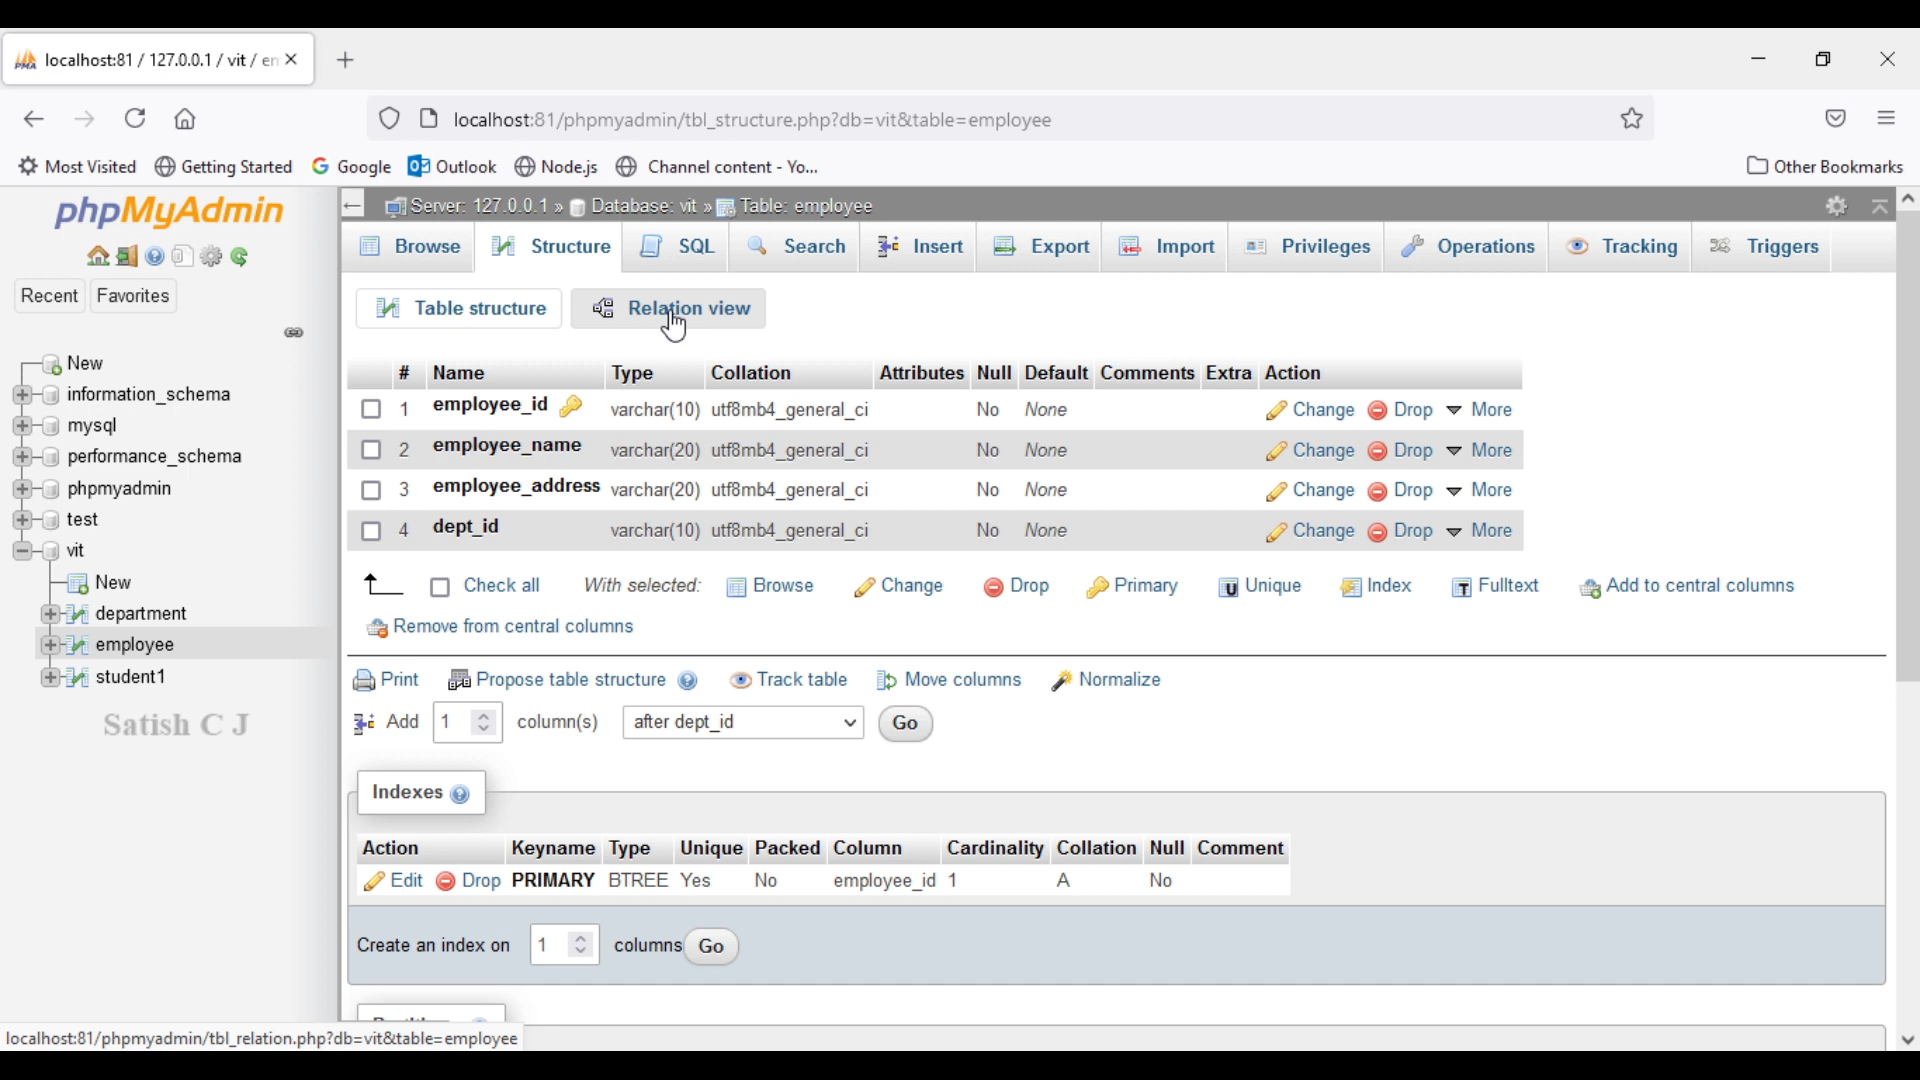 localhost:81 / 127.0.0.1 / vit / en
localhost:81/phpmyadmin/tbl_structure.php?db=vit&table=employee
Most Visited Getting Started Google Outlook Node.js Channel content - Yo... Other Bookmarks
phpMyAdmin
Recent Favorites
New
information_schema
mysql
performance_schema
phpmyadmin
test
vit
New
department
employee
student1
Satish C J
Server: 127.0.0.1 » Database: vit » Table: employee
Browse Structure SQL Search Insert Export Import Privileges Operations Tracking Triggers
Table structure Relation view
# Name Type Collation Attributes Null Default Comments Extra Action
1 employee_id varchar(10) utf8mb4_general_ci No None Change Drop More
2 employee_name varchar(20) utf8mb4_general_ci No None Change Drop More
3 employee_address varchar(20) utf8mb4_general_ci No None Change Drop More
4 dept_id varchar(10) utf8mb4_general_ci No None Change Drop More
Check all With selected: Browse Change Drop Primary Unique Index Fulltext Add to central columns
Remove from central columns
Print Propose table structure Track table Move columns Normalize
Add 1 column(s) after dept_id Go
Indexes
Action Keyname Type Unique Packed Column Cardinality Collation Null Comment
Edit Drop PRIMARY BTREE Yes No employee_id 1 A No
Create an index on 1 columns Go
localhost:81/phpmyadmin/tbl_relation.php?db=vit&table=employee